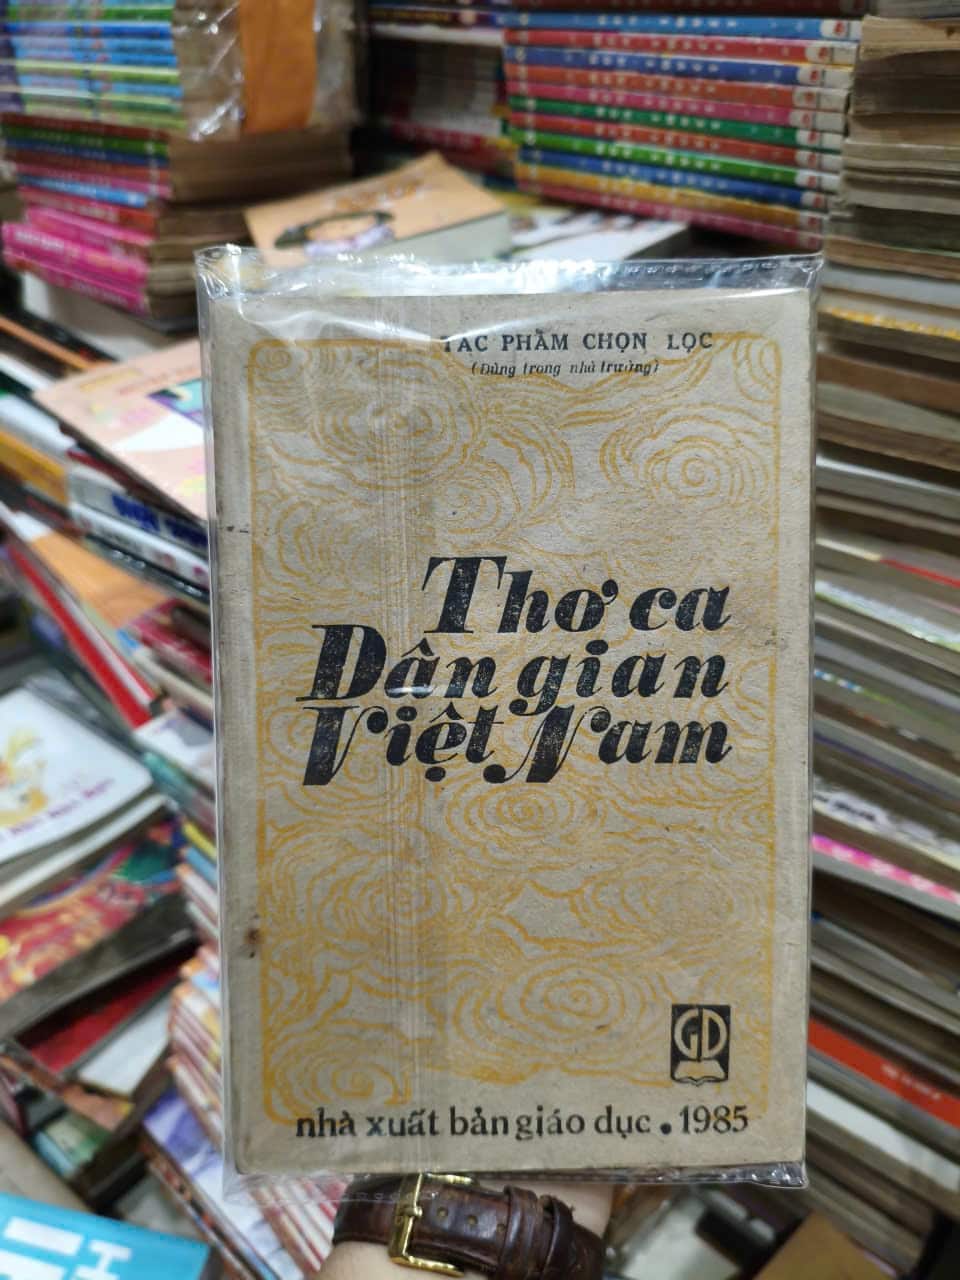 TÁC PHẨM CHỌN LỌC
(Dùng trong nhà trường)
Thơ ca
Dân gian
Việt Nam
GD
nhà xuất bản giáo dục • 1985